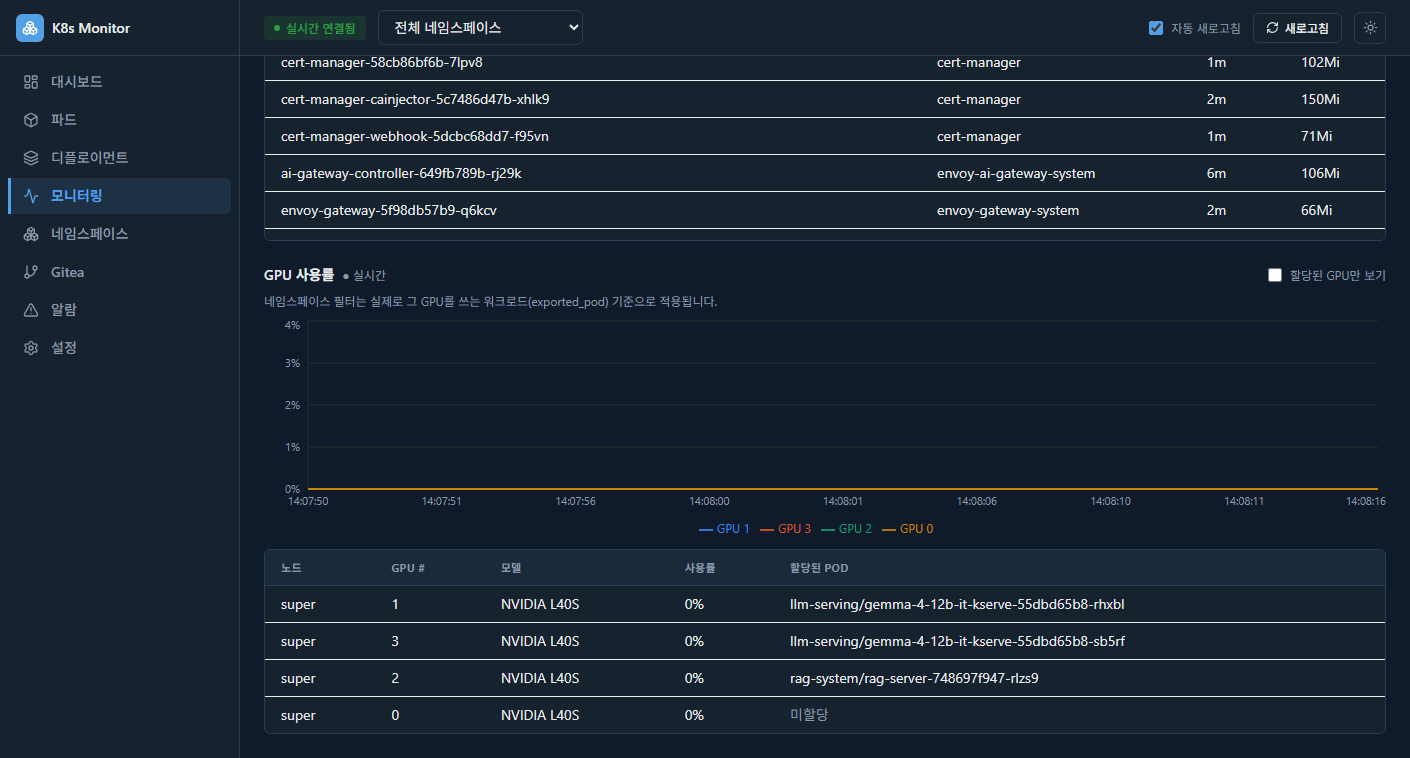 K8s Monitor
실시간 연결됨
전체 네임스페이스
자동 새로고침
새로고침
대시보드
파드
디플로이먼트
모니터링
네임스페이스
Gitea
알람
설정
cert-manager-58cb86bf6b-7lpv8 cert-manager 1m 102Mi
cert-manager-cainjector-5c7486d47b-xhlk9 cert-manager 2m 150Mi
cert-manager-webhook-5dcbc68dd7-f95vn cert-manager 1m 71Mi
ai-gateway-controller-649fb789b-rj29k envoy-ai-gateway-system 6m 106Mi
envoy-gateway-5f98db57b9-q6kcv envoy-gateway-system 2m 66Mi
GPU 사용률 ● 실시간
할당된 GPU만 보기
네임스페이스 필터는 실제로 그 GPU를 쓰는 워크로드(exported_pod) 기준으로 적용됩니다.
4%
3%
2%
1%
0%
14:07:50 14:07:51 14:07:56 14:08:00 14:08:01 14:08:06 14:08:10 14:08:11 14:08:16
GPU 1 GPU 3 GPU 2 GPU 0
노드 GPU # 모델 사용률 할당된 POD
super 1 NVIDIA L40S 0% llm-serving/gemma-4-12b-it-kserve-55dbd65b8-rhxbl
super 3 NVIDIA L40S 0% llm-serving/gemma-4-12b-it-kserve-55dbd65b8-sb5rf
super 2 NVIDIA L40S 0% rag-system/rag-server-748697f947-rlzs9
super 0 NVIDIA L40S 0% 미할당